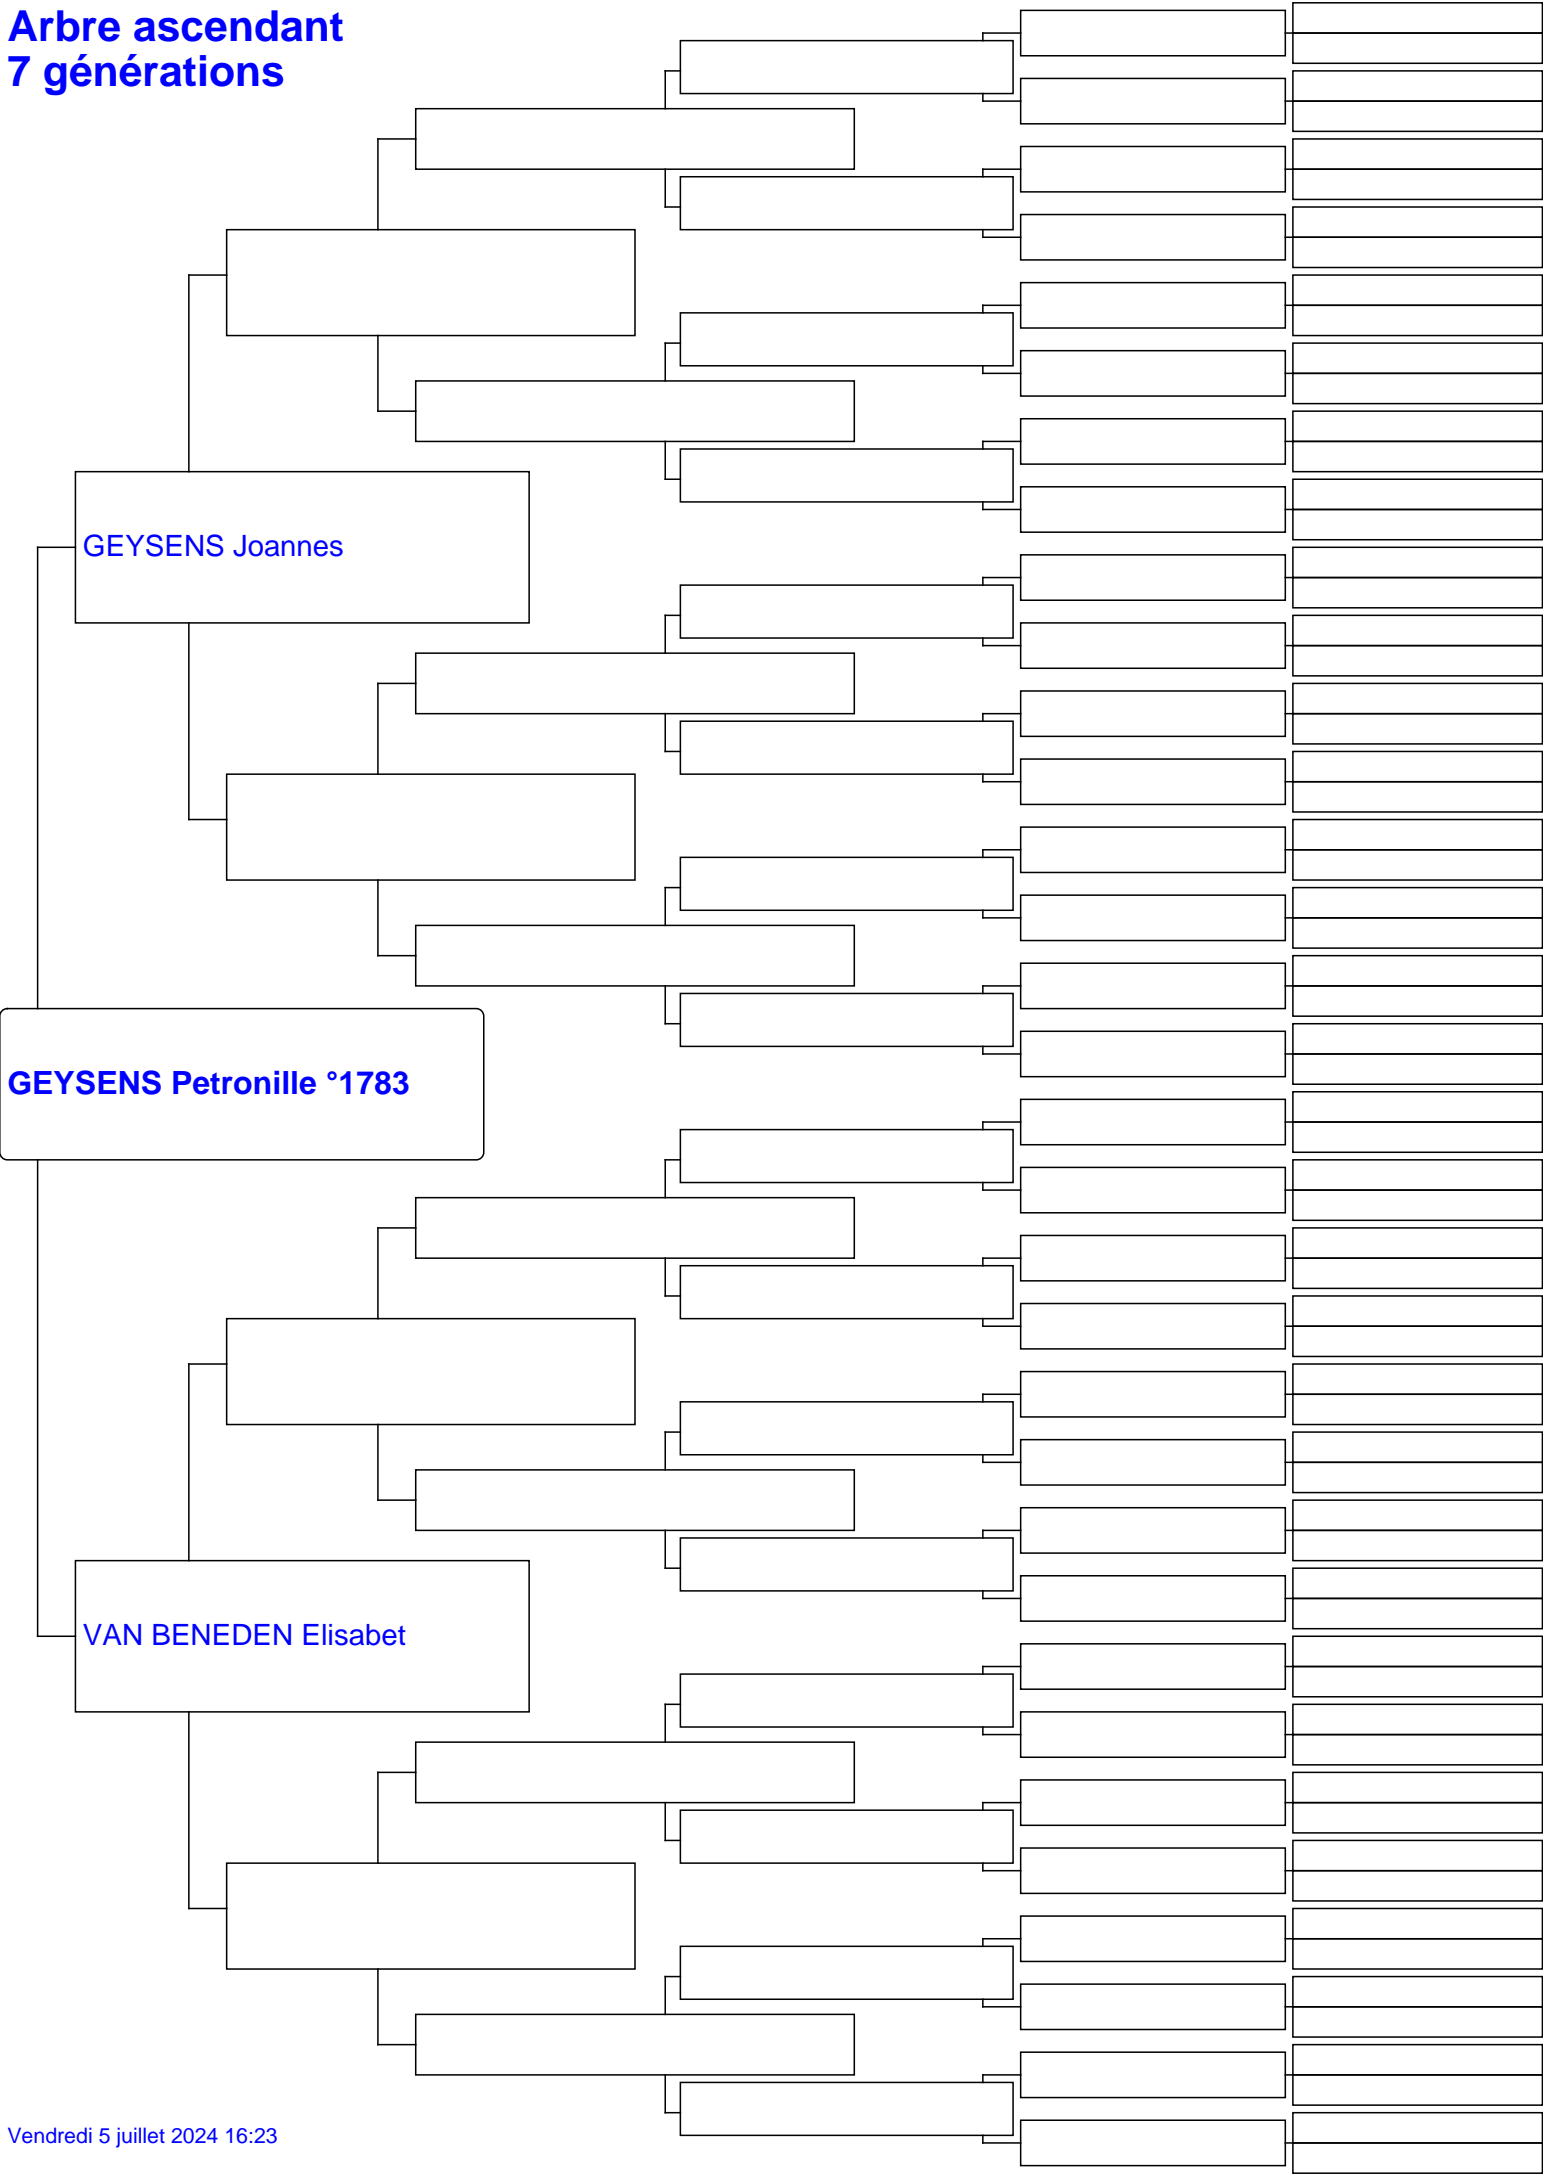 Arbre ascendant
7 générations
GEYSENS Joannes
GEYSENS Petronille °1783
VAN BENEDEN Elisabet
Vendredi 5 juillet 2024 16:23